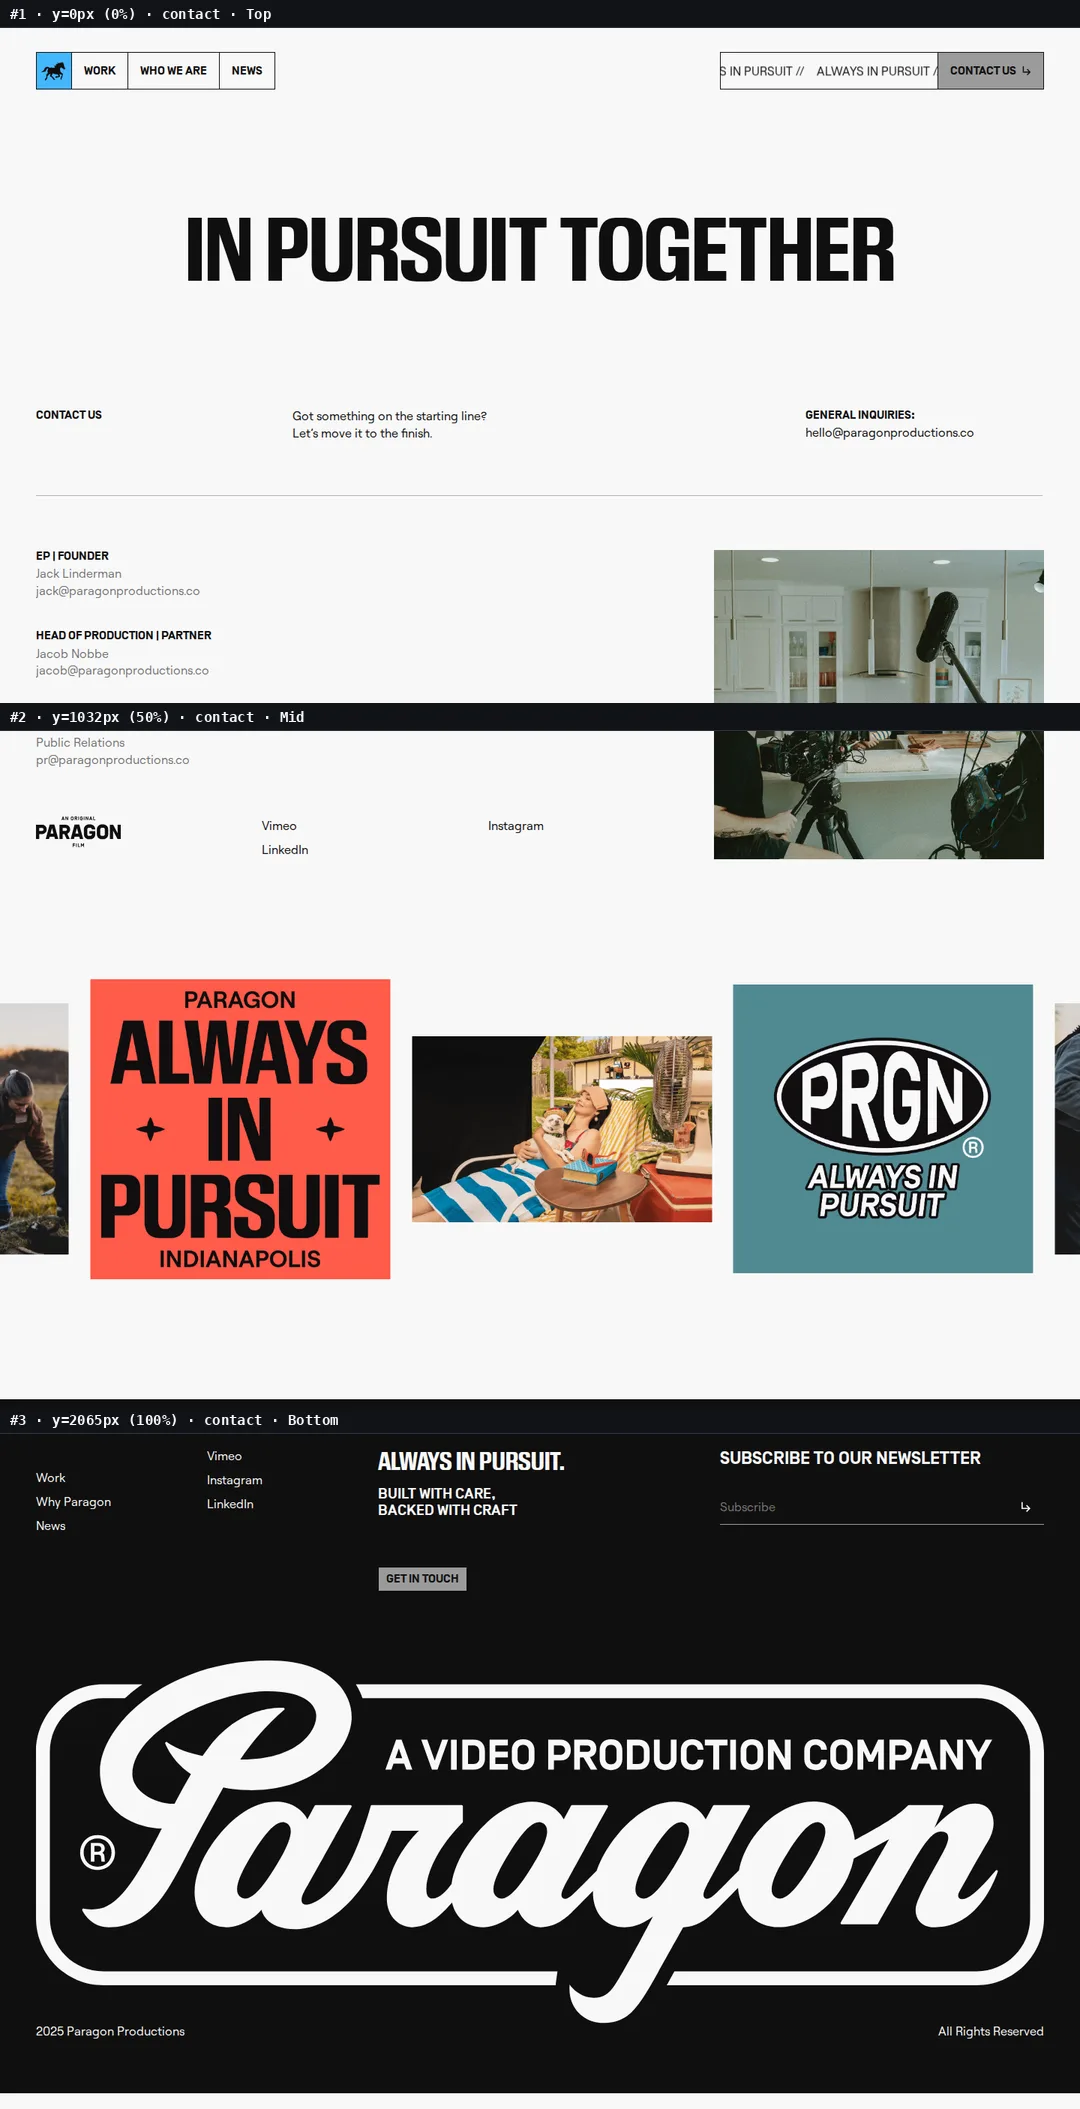 #1 · y=0px (0%) · contact · Top
WORK
WHO WE ARE
NEWS
S IN PURSUIT // ALWAYS IN PURSUIT /
CONTACT US
IN PURSUIT TOGETHER
CONTACT US
Got something on the starting line?
Let's move it to the finish.
GENERAL INQUIRIES:
hello@paragonproductions.co
EP | FOUNDER
Jack Linderman
jack@paragonproductions.co
HEAD OF PRODUCTION | PARTNER
Jacob Nobbe
jacob@paragonproductions.co
#2 · y=1032px (50%) · contact · Mid
Public Relations
pr@paragonproductions.co
AN ORIGINAL
PARAGON
FILM
Vimeo
LinkedIn
Instagram
PARAGON
ALWAYS
IN
PURSUIT
INDIANAPOLIS
PRGN
®
ALWAYS IN
PURSUIT
#3 · y=2065px (100%) · contact · Bottom
Work
Why Paragon
News
Vimeo
Instagram
LinkedIn
ALWAYS IN PURSUIT.
BUILT WITH CARE,
BACKED WITH CRAFT
GET IN TOUCH
SUBSCRIBE TO OUR NEWSLETTER
Subscribe
A VIDEO PRODUCTION COMPANY
Paragon
®
2025 Paragon Productions
All Rights Reserved